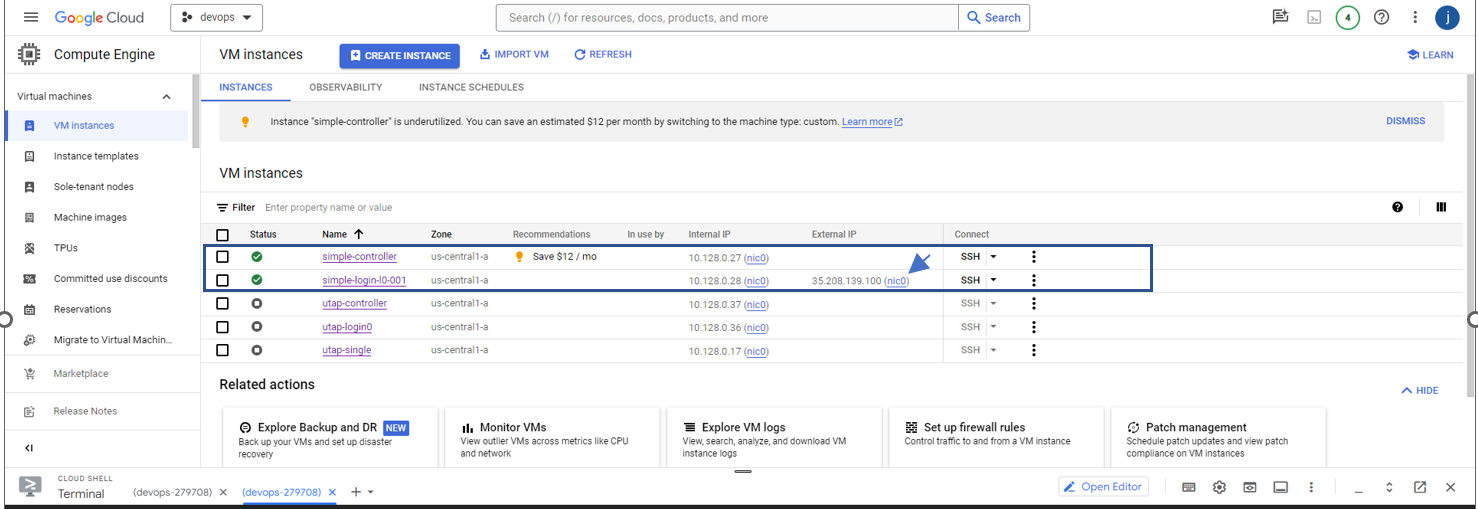 Google Cloud
devops
Search (/) for resources, docs, products, and more
Search
4
j
Compute Engine
VM instances
CREATE INSTANCE
IMPORT VM
REFRESH
LEARN
Virtual machines
VM instances
Instance templates
Sole-tenant nodes
Machine images
TPUs
Committed use discounts
Reservations
Migrate to Virtual Machin...
Marketplace
Release Notes
INSTANCES OBSERVABILITY INSTANCE SCHEDULES
Instance "simple-controller" is underutilized. You can save an estimated $12 per month by switching to the machine type: custom. Learn more
DISMISS
VM instances
Filter Enter property name or value
Status Name Zone Recommendations In use by Internal IP External IP Connect
simple-controller us-central1-a Save $12 / mo 10.128.0.27 (nic0) SSH
simple-login-l0-001 us-central1-a 10.128.0.28 (nic0) 35.208.139.100 (nic0) SSH
utap-controller us-central1-a 10.128.0.37 (nic0) SSH
utap-login0 us-central1-a 10.128.0.36 (nic0) SSH
utap-single us-central1-a 10.128.0.17 (nic0) SSH
Related actions
HIDE
Explore Backup and DR NEW
Back up your VMs and set up disaster
recovery
Monitor VMs
View outlier VMs across metrics like CPU
and network
Explore VM logs
View, search, analyze, and download VM
instance logs
Set up firewall rules
Control traffic to and from a VM instance
Patch management
Schedule patch updates and view patch
compliance on VM instances
CLOUD SHELL
Terminal
(devops-279708)
(devops-279708)
Open Editor